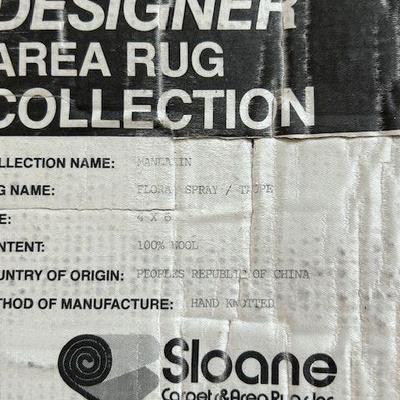 DESIGNER
AREA RUG
COLLECTION
LLECTION NAME: MANDARIN
G NAME: FLORAL SPRAY / TAUPE
E: 4 X 6
NTENT: 100% WOOL
UNTRY OF ORIGIN: PEOPLES REPUBLIC OF CHINA
THOD OF MANUFACTURE: HAND KNOTTED
Sloane
Carpet & Area Rugs Inc